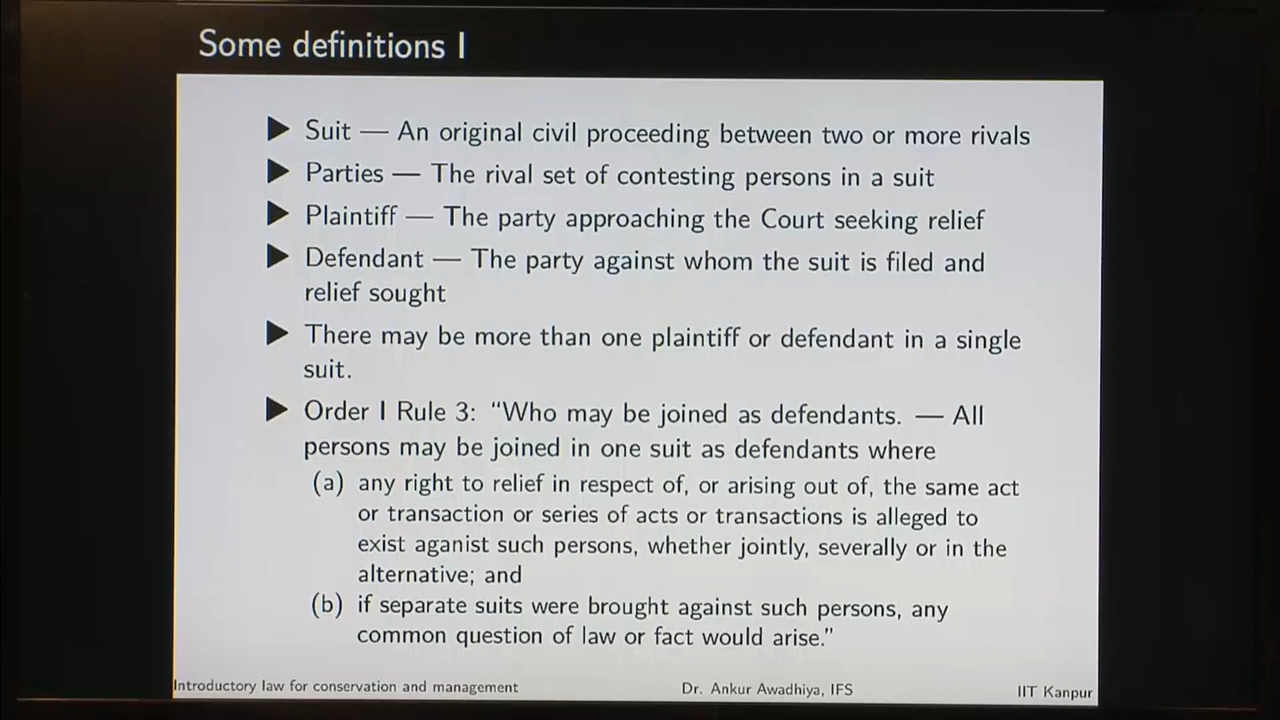 Some definitions I
▶ Suit — An original civil proceeding between two or more rivals
▶ Parties — The rival set of contesting persons in a suit
▶ Plaintiff — The party approaching the Court seeking relief
▶ Defendant — The party against whom the suit is filed and
relief sought
▶ There may be more than one plaintiff or defendant in a single
suit.
▶ Order I Rule 3: “Who may be joined as defendants. — All
persons may be joined in one suit as defendants where
(a) any right to relief in respect of, or arising out of, the same act
or transaction or series of acts or transactions is alleged to
exist aganist such persons, whether jointly, severally or in the
alternative; and
(b) if separate suits were brought against such persons, any
common question of law or fact would arise.”
Introductory law for conservation and management Dr. Ankur Awadhiya, IFS IIT Kanpur